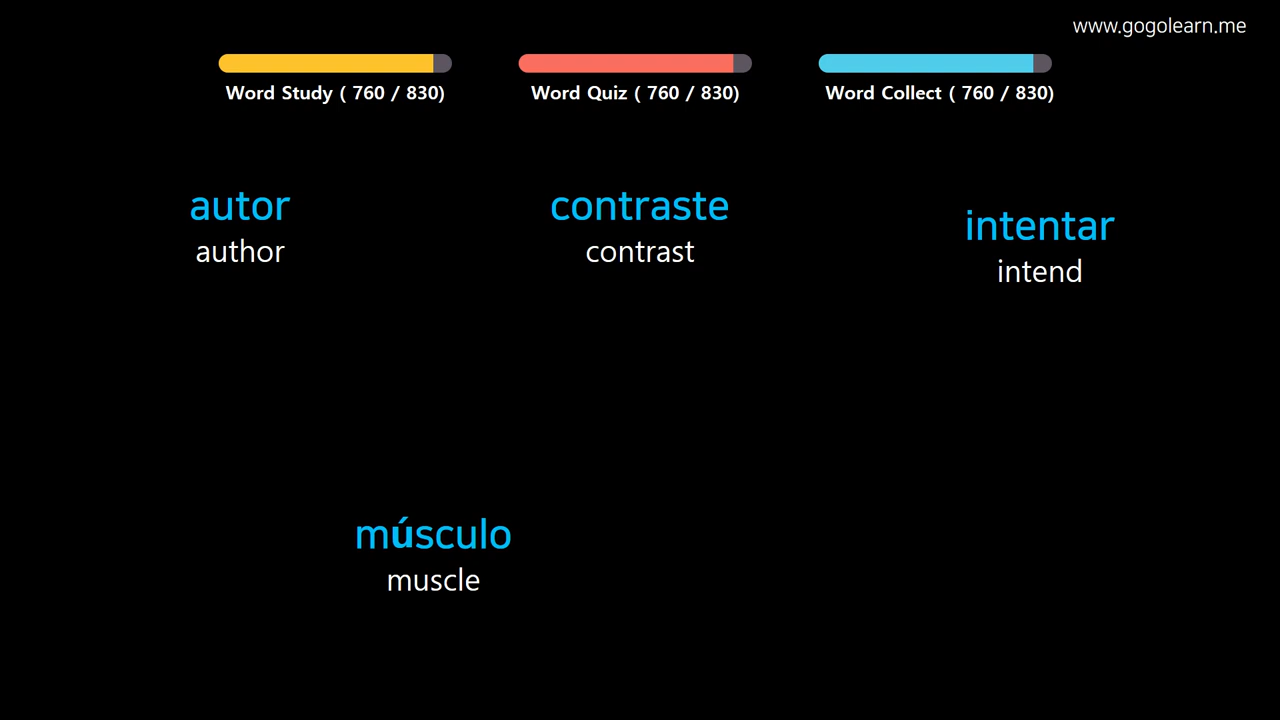 www.gogolearn.me
Word Study ( 760 / 830)
Word Quiz ( 760 / 830)
Word Collect ( 760 / 830)
autor
author
contraste
contrast
intentar
intend
músculo
muscle